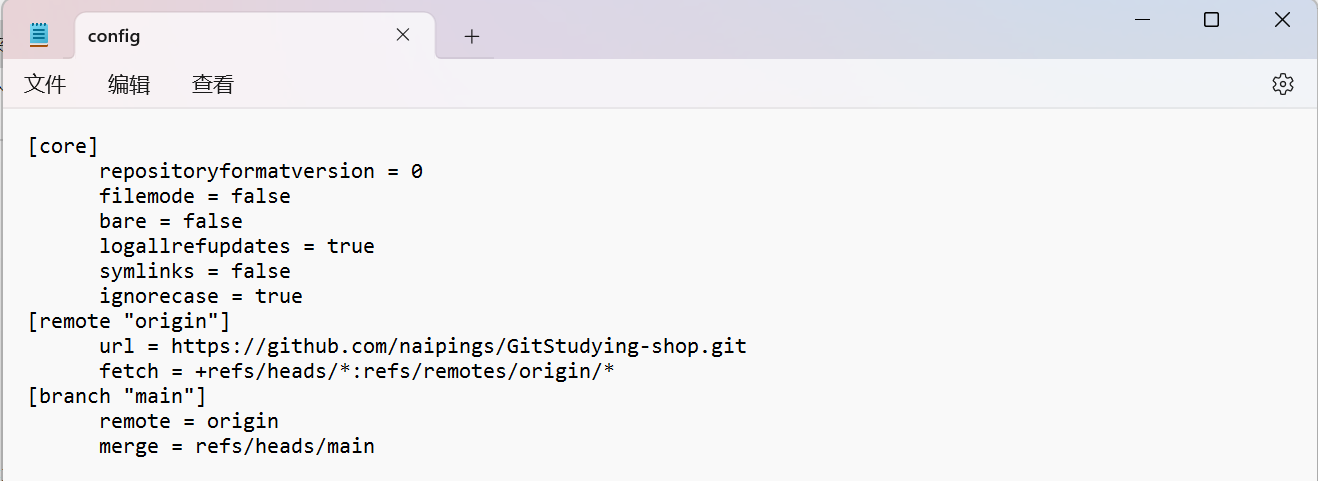 config
文件 编辑 查看
[core]
repositoryformatversion = 0
filemode = false
bare = false
logallrefupdates = true
symlinks = false
ignorecase = true
[remote "origin"]
url = https://github.com/naipings/GitStudying-shop.git
fetch = +refs/heads/*:refs/remotes/origin/*
[branch "main"]
remote = origin
merge = refs/heads/main